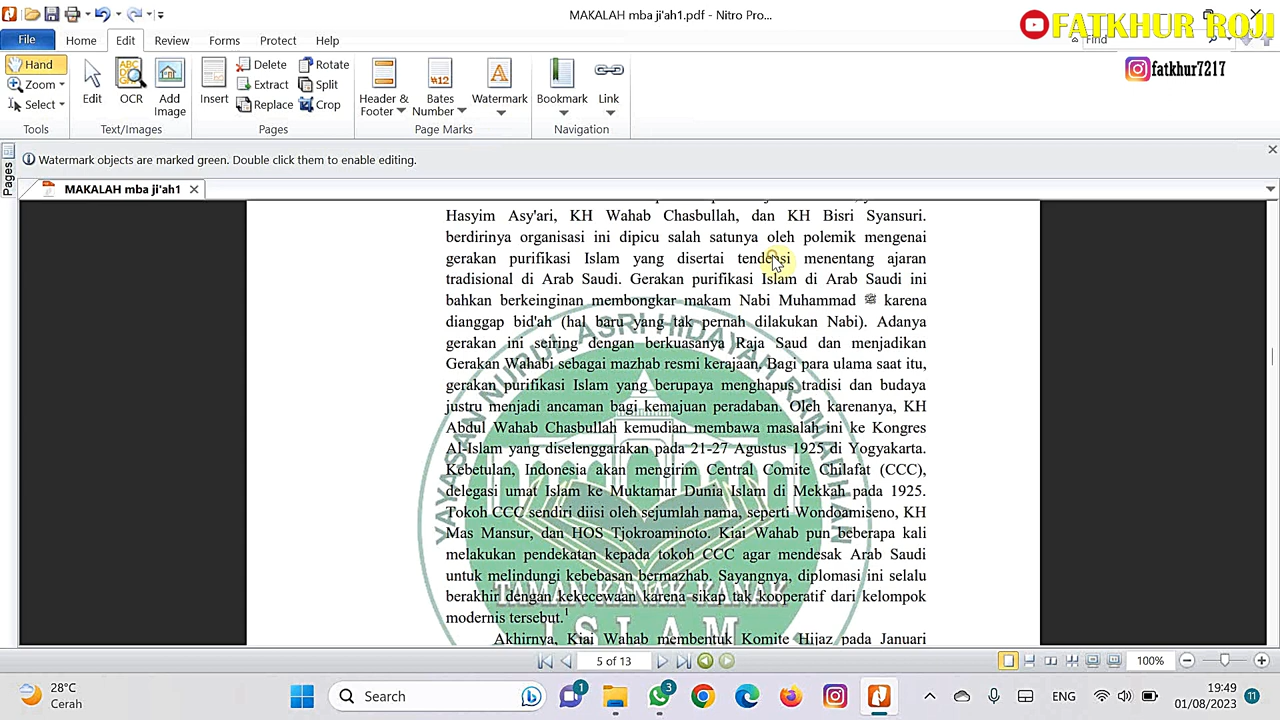 MAKALAH mba ji'ah1.pdf - Nitro Pro...
FATKHUR ROJI
fatkhur7217
File Home Edit Review Forms Protect Help
Find
Hand
Zoom
Select
Tools
Edit OCR Add Image
Text/Images
Insert
Delete Rotate
Extract Split
Replace Crop
Pages
Header & Footer Bates Number Watermark
Page Marks
Bookmark Link
Navigation
Watermark objects are marked green. Double click them to enable editing.
Pages
MAKALAH mba ji'ah1
Hasyim Asy'ari, KH Wahab Chasbullah, dan KH Bisri Syansuri.
berdirinya organisasi ini dipicu salah satunya oleh polemik mengenai
gerakan purifikasi Islam yang disertai tendensi menentang ajaran
tradisional di Arab Saudi. Gerakan purifikasi Islam di Arab Saudi ini
bahkan berkeinginan membongkar makam Nabi Muhammad ﷺ karena
dianggap bid'ah (hal baru yang tak pernah dilakukan Nabi). Adanya
gerakan ini seiring dengan berkuasanya Raja Saud dan menjadikan
Gerakan Wahabi sebagai mazhab resmi kerajaan. Bagi para ulama saat itu,
gerakan purifikasi Islam yang berupaya menghapus tradisi dan budaya
justru menjadi ancaman bagi kemajuan peradaban. Oleh karenanya, KH
Abdul Wahab Chasbullah kemudian membawa masalah ini ke Kongres
Al-Islam yang diselenggarakan pada 21-27 Agustus 1925 di Yogyakarta.
Kebetulan, Indonesia akan mengirim Central Comite Chilafat (CCC),
delegasi umat Islam ke Muktamar Dunia Islam di Mekkah pada 1925.
Tokoh CCC sendiri diisi oleh sejumlah nama, seperti Wondoamiseno, KH
Mas Mansur, dan HOS Tjokroaminoto. Kiai Wahab pun beberapa kali
melakukan pendekatan kepada tokoh CCC agar mendesak Arab Saudi
untuk melindungi kebebasan bermazhab. Sayangnya, diplomasi ini selalu
berakhir dengan kekecewaan karena sikap tak kooperatif dari kelompok
modernis tersebut.1
Akhirnya, Kiai Wahab membentuk Komite Hijaz pada Januari
YAYASAN NURUL ASRI HIDAYAH RAMADHAN
TAMAN KANAK-KANAK
ISLAM
5 of 13
100%
28°C
Cerah
Search
1
3
ENG
19:49
01/08/2023
11